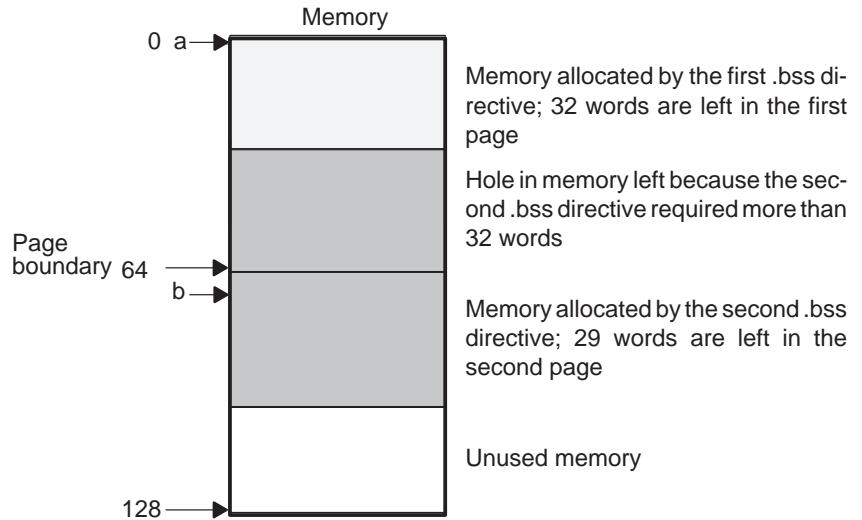 Memory
0 a
Memory allocated by the first .bss di-
rective; 32 words are left in the first
page
Hole in memory left because the sec-
ond .bss directive required more than
32 words
Page
boundary 64
b
Memory allocated by the second .bss
directive; 29 words are left in the
second page
Unused memory
128